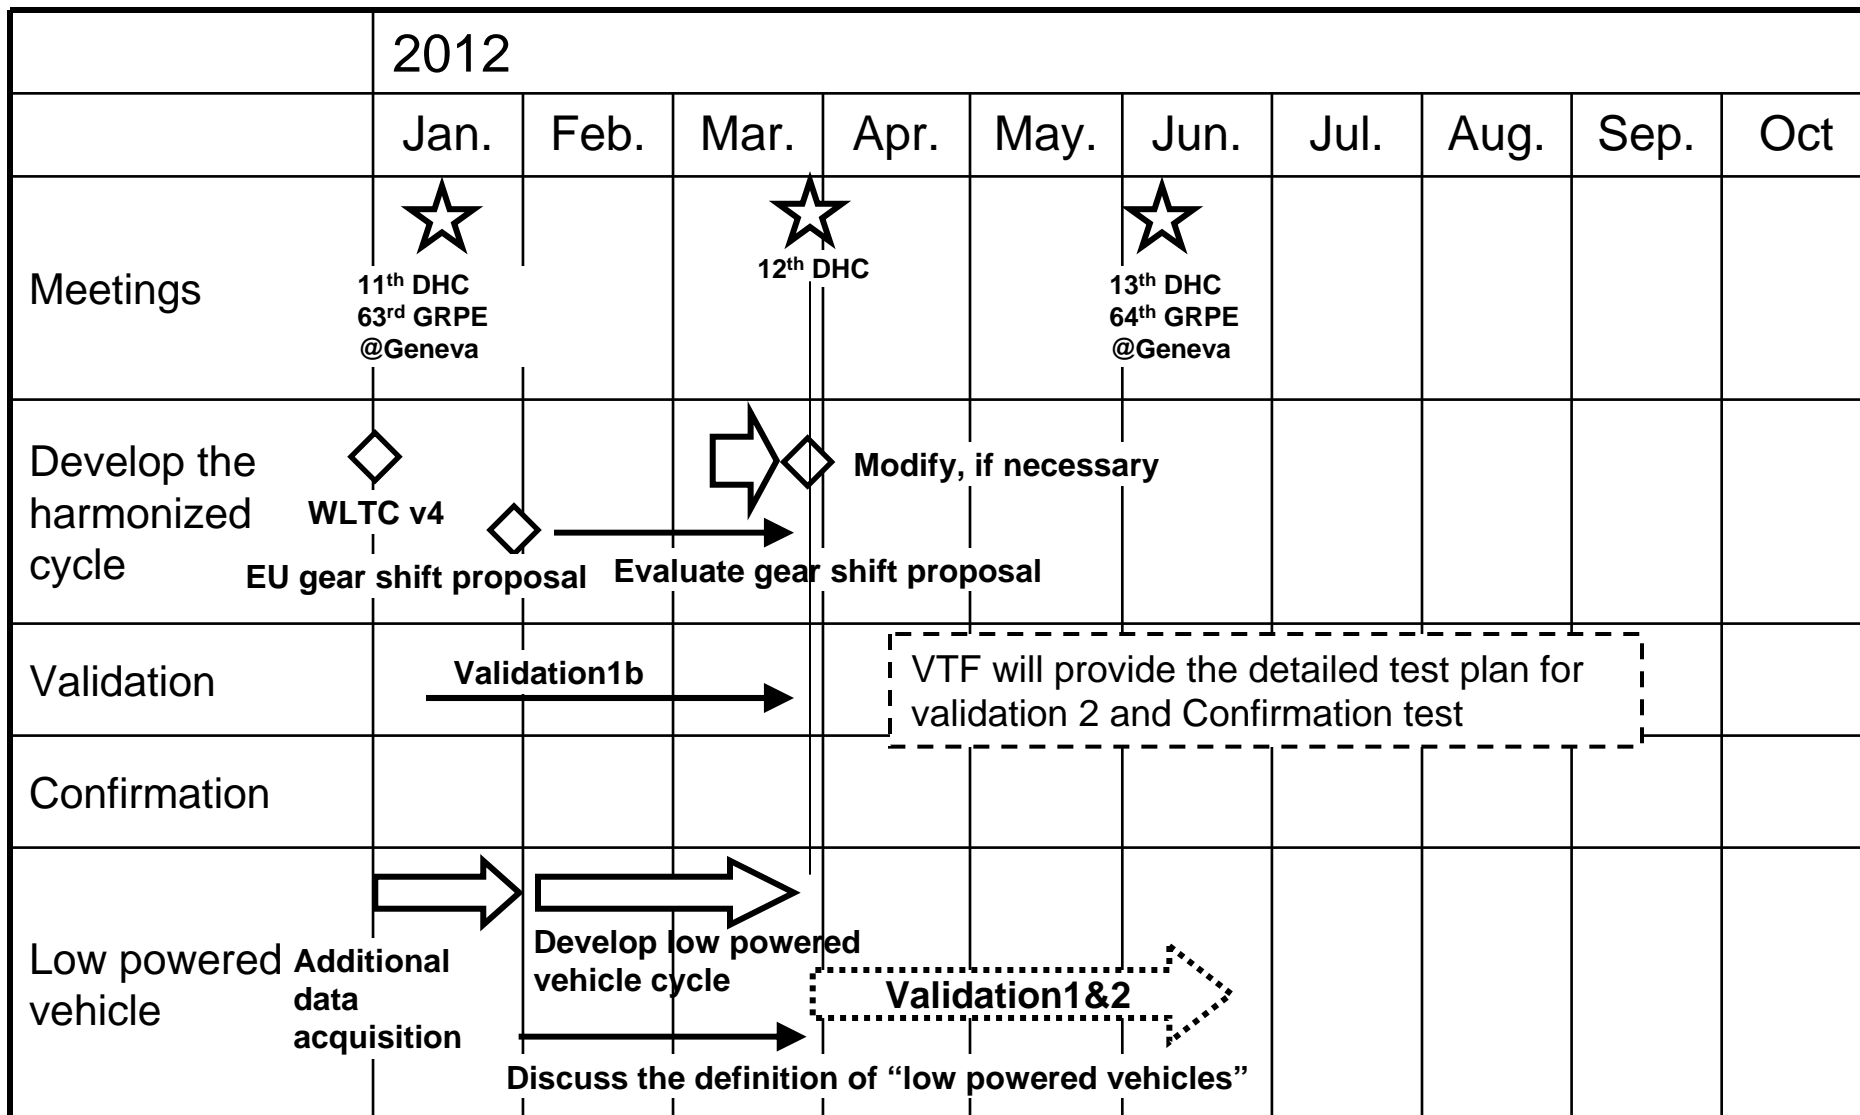 2012
Jan. Feb. Mar. Apr. May. Jun. Jul. Aug. Sep. Oct
Meetings
11th DHC
63rd GRPE
@Geneva
12th DHC
13th DHC
64th GRPE
@Geneva
Develop the
harmonized
cycle
WLTC v4
EU gear shift proposal
Evaluate gear shift proposal
Modify, if necessary
Validation
Validation1b
VTF will provide the detailed test plan for
validation 2 and Confirmation test
Confirmation
Low powered
vehicle
Additional
data
acquisition
Develop low powered
vehicle cycle
Validation1&2
Discuss the definition of “low powered vehicles”